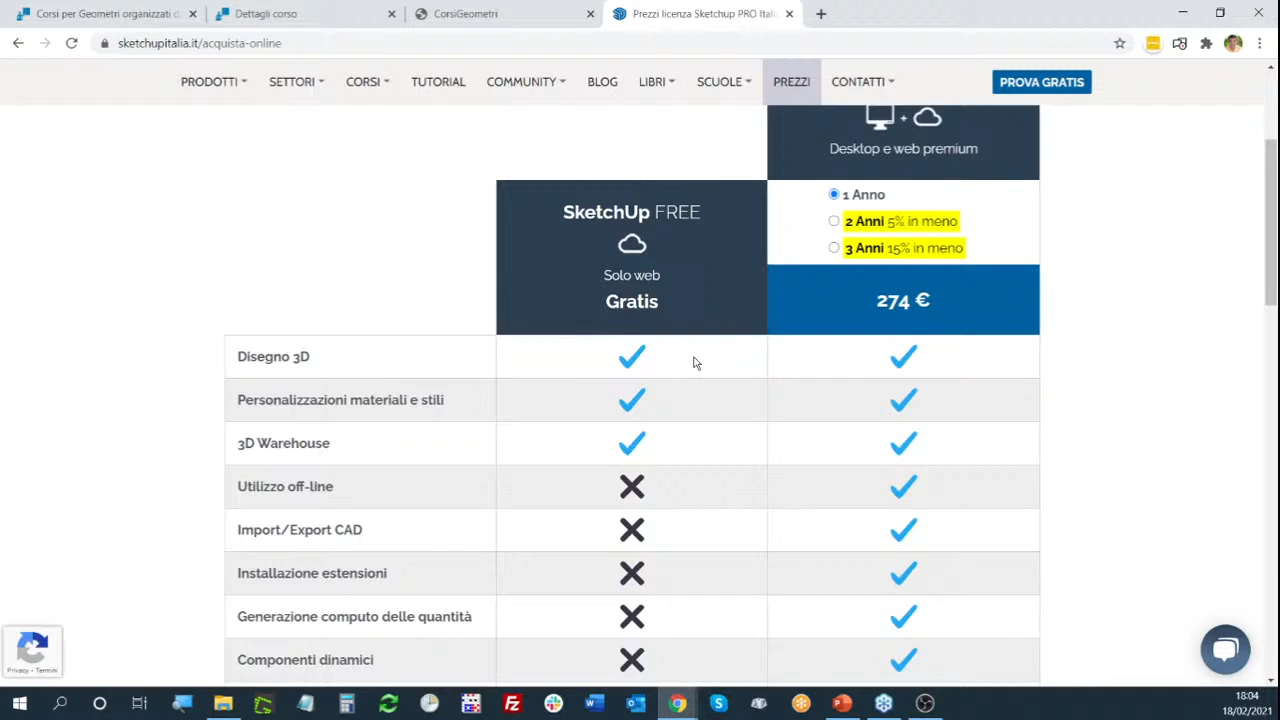 Corsi per Geometri organizzati d
Dettagli corso
CorsiGeometri
Prezzi licenza Sketchup PRO Itali
sketchupitalia.it/acquista-online
PRODOTTI
SETTORI
CORSI
TUTORIAL
COMMUNITY
BLOG
LIBRI
SCUOLE
PREZZI
CONTATTI
PROVA GRATIS
+
Desktop e web premium
1 Anno
2 Anni 5% in meno
3 Anni 15% in meno
274 €
SketchUp FREE
Solo web
Gratis
Disegno 3D
Personalizzazioni materiali e stili
3D Warehouse
Utilizzo off-line
Import/Export CAD
Installazione estensioni
Generazione computo delle quantità
Componenti dinamici
Privacy - Termini
18:04
18/02/2021